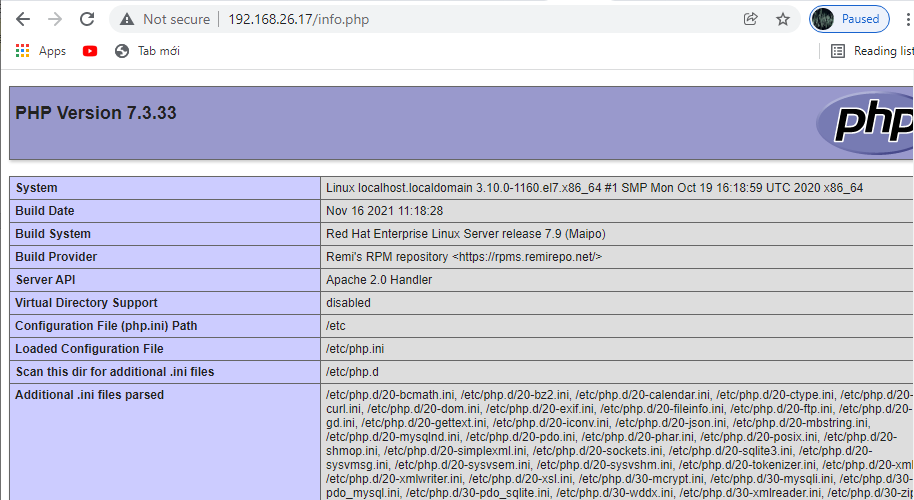 Not secure 192.168.26.17/info.php Paused
Apps Tab mới Reading list
PHP Version 7.3.33 php
System Linux localhost.localdomain 3.10.0-1160.el7.x86_64 #1 SMP Mon Oct 19 16:18:59 UTC 2020 x86_64
Build Date Nov 16 2021 11:18:28
Build System Red Hat Enterprise Linux Server release 7.9 (Maipo)
Build Provider Remi's RPM repository <https://rpms.remirepo.net/>
Server API Apache 2.0 Handler
Virtual Directory Support disabled
Configuration File (php.ini) Path /etc
Loaded Configuration File /etc/php.ini
Scan this dir for additional .ini files /etc/php.d
Additional .ini files parsed /etc/php.d/20-bcmath.ini, /etc/php.d/20-bz2.ini, /etc/php.d/20-calendar.ini, /etc/php.d/20-ctype.ini, /etc/php.d/20-
curl.ini, /etc/php.d/20-dom.ini, /etc/php.d/20-exif.ini, /etc/php.d/20-fileinfo.ini, /etc/php.d/20-ftp.ini, /etc/php.d/20-
gd.ini, /etc/php.d/20-gettext.ini, /etc/php.d/20-iconv.ini, /etc/php.d/20-json.ini, /etc/php.d/20-mbstring.ini,
/etc/php.d/20-mysqlnd.ini, /etc/php.d/20-pdo.ini, /etc/php.d/20-phar.ini, /etc/php.d/20-posix.ini, /etc/php.d/20-
shmop.ini, /etc/php.d/20-simplexml.ini, /etc/php.d/20-sockets.ini, /etc/php.d/20-sqlite3.ini, /etc/php.d/20-
sysvmsg.ini, /etc/php.d/20-sysvsem.ini, /etc/php.d/20-sysvshm.ini, /etc/php.d/20-tokenizer.ini, /etc/php.d/20-xml
/etc/php.d/20-xmlwriter.ini, /etc/php.d/20-xsl.ini, /etc/php.d/30-mcrypt.ini, /etc/php.d/30-mysqli.ini, /etc/php.d/30-
pdo_mysql.ini, /etc/php.d/30-pdo_sqlite.ini, /etc/php.d/30-wddx.ini, /etc/php.d/30-xmlreader.ini, /etc/php.d/30-zip